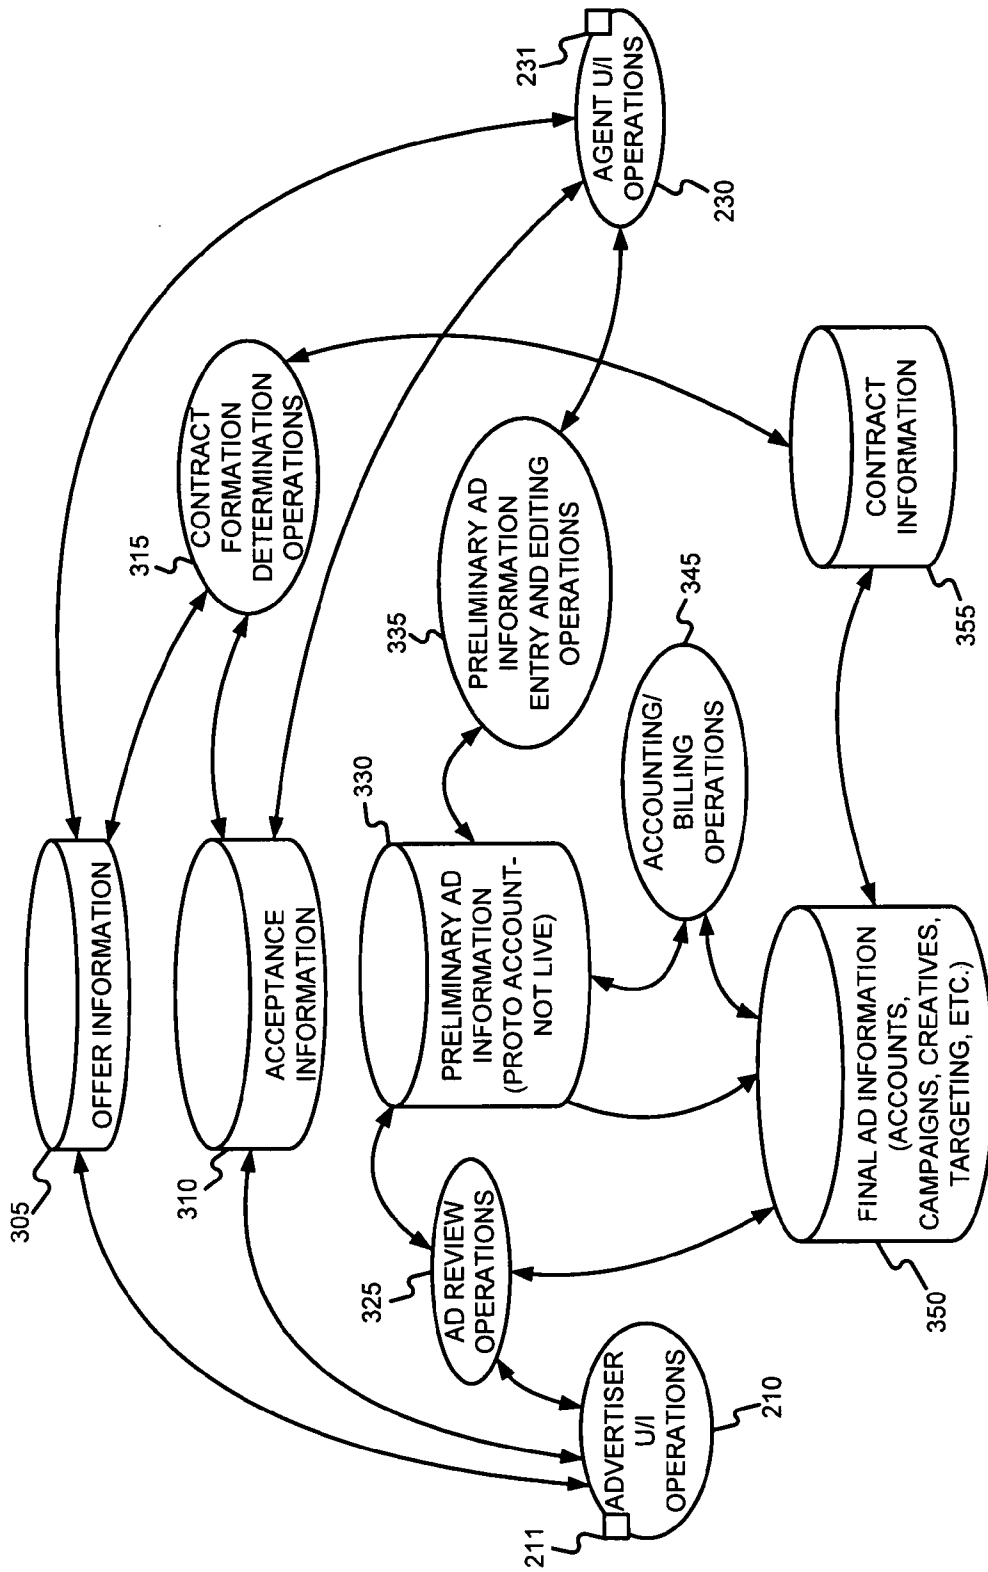 305
OFFER INFORMATION
310
ACCEPTANCE
INFORMATION
315
CONTRACT
FORMATION
DETERMINATION
OPERATIONS
231
AGENT U/I
OPERATIONS
230
325
AD REVIEW
OPERATIONS
330
PRELIMINARY AD
INFORMATION
(PROTO ACCOUNT-
NOT LIVE)
335
PRELIMINARY AD
INFORMATION
ENTRY AND EDITING
OPERATIONS
211
ADVERTISER
U/I
OPERATIONS
210
ACCOUNTING/
BILLING
OPERATIONS
345
350
FINAL AD INFORMATION
(ACCOUNTS,
CAMPAIGNS, CREATIVES,
TARGETING, ETC.)
CONTRACT
INFORMATION
355